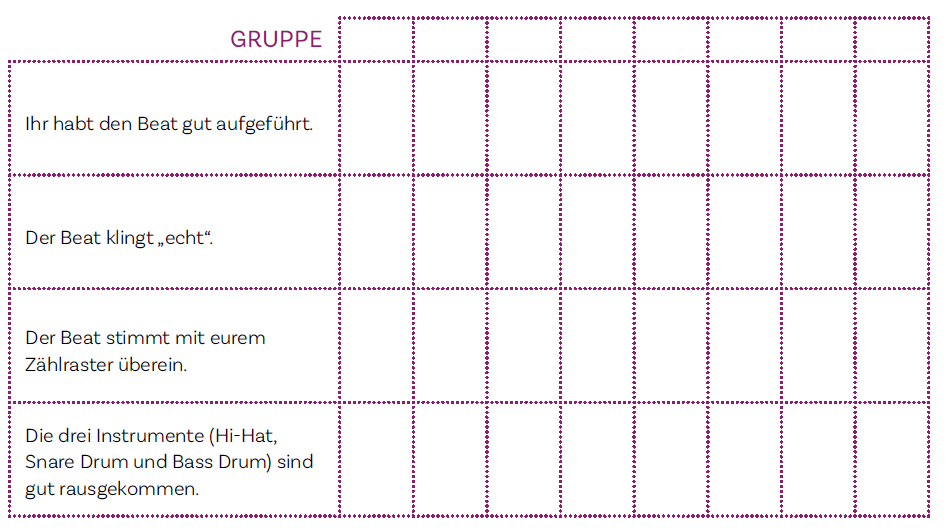 GRUPPE
Ihr habt den Beat gut aufgeführt.
Der Beat klingt „echt“.
Der Beat stimmt mit eurem
Zählraster überein.
Die drei Instrumente (Hi-Hat,
Snare Drum und Bass Drum) sind
gut rausgekommen.